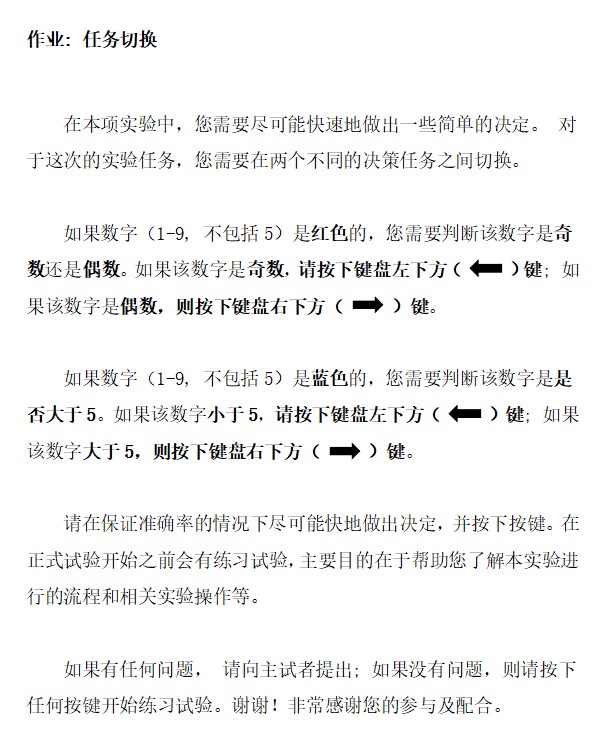 作业：任务切换
在本项实验中，您需要尽可能快速地做出一些简单的决定。 对
于这次的实验任务，您需要在两个不同的决策任务之间切换。
如果数字（1-9, 不包括 5）是红色的，您需要判断该数字是奇
数还是偶数。如果该数字是奇数，请按下键盘左下方（ ← ）键; 如
果该数字是偶数，则按下键盘右下方（ → ）键。
如果数字（1-9, 不包括 5）是蓝色的，您需要判断该数字是是
否大于 5。如果该数字小于 5，请按下键盘左下方（ ← ）键; 如果
该数字大于 5，则按下键盘右下方（ → ）键。
请在保证准确率的情况下尽可能快地做出决定，并按下按键。在
正式试验开始之前会有练习试验，主要目的在于帮助您了解本实验进
行的流程和相关实验操作等。
如果有任何问题， 请向主试者提出; 如果没有问题，则请按下
任何按键开始练习试验。谢谢！非常感谢您的参与及配合。